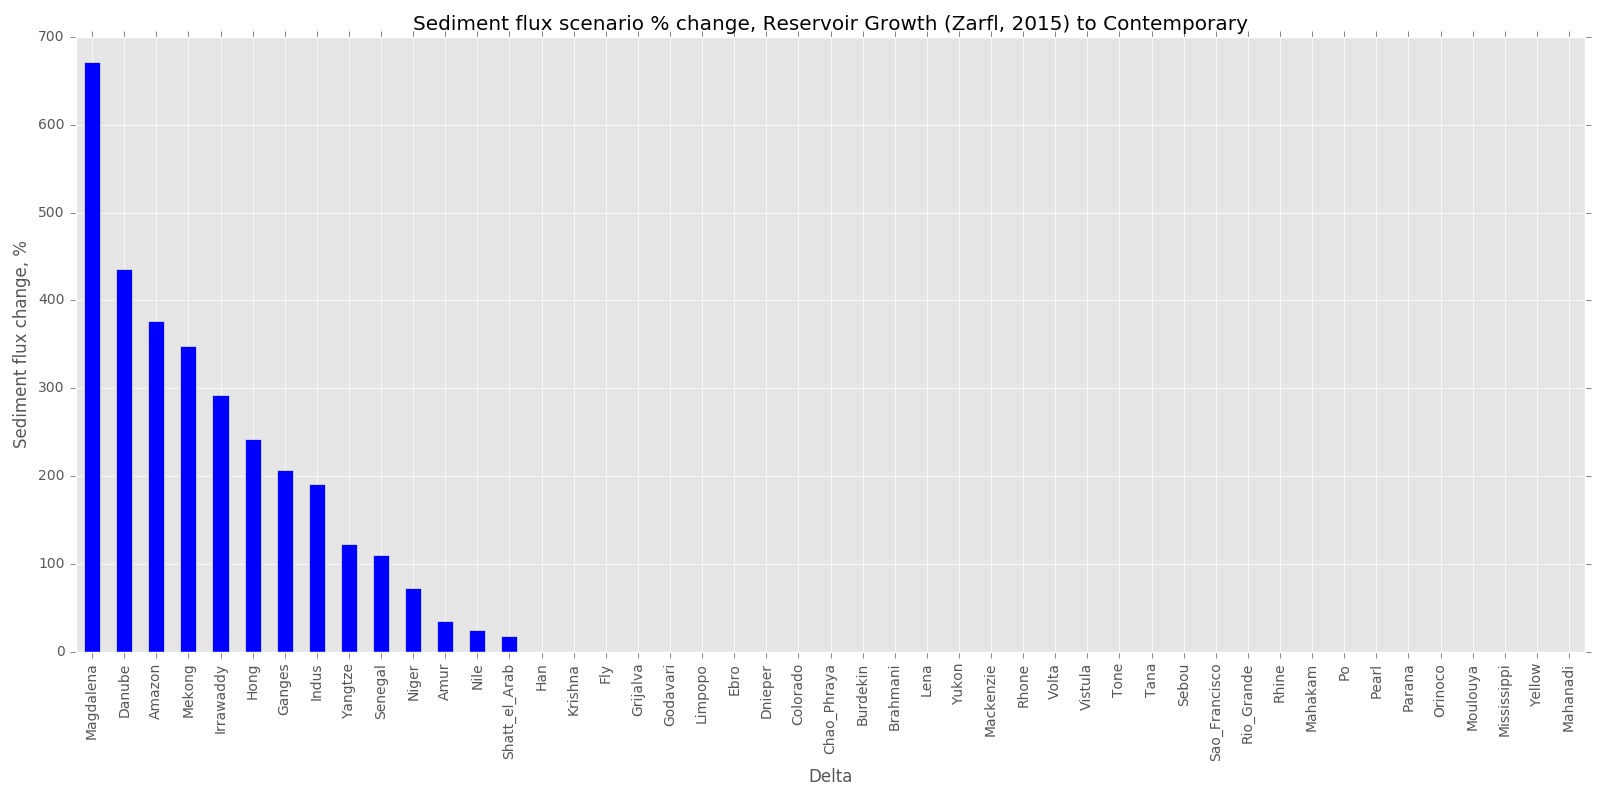 Sediment flux scenario % change, Reservoir Growth (Zarfl, 2015) to Contemporary
700
600
500
400
300
200
100
0
Sediment flux change, %
Magdalena
Danube
Amazon
Mekong
Irrawaddy
Hong
Ganges
Indus
Yangtze
Senegal
Niger
Amur
Nile
Shatt_el_Arab
Han
Krishna
Fly
Grijalva
Godavari
Limpopo
Ebro
Dnieper
Colorado
Chao_Phraya
Burdekin
Brahmani
Lena
Yukon
Mackenzie
Rhone
Volta
Vistula
Tone
Tana
Sebou
Sao_Francisco
Rio_Grande
Rhine
Mahakam
Po
Pearl
Parana
Orinoco
Moulouya
Mississippi
Yellow
Mahanadi
Delta